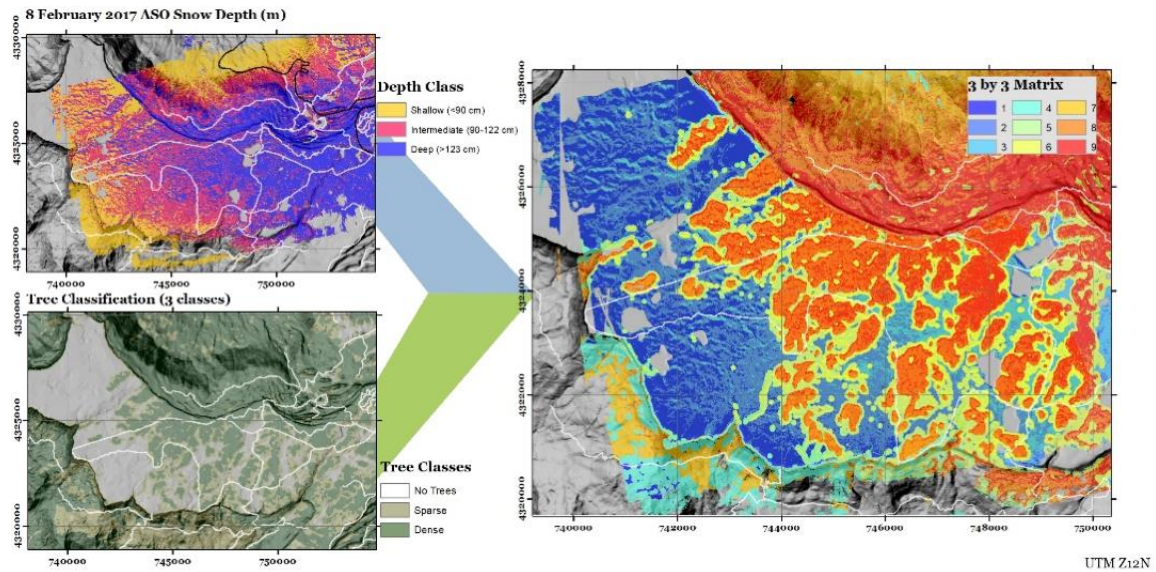 8 February 2017 ASO Snow Depth (m)
4330000
4325000
4320000
740000 745000 750000
Depth Class
Shallow (<90 cm)
Intermediate (90-122 cm)
Deep (>123 cm)
Tree Classification (3 classes)
4330000
4325000
4320000
740000 745000 750000
Tree Classes
No Trees
Sparse
Dense
3 by 3 Matrix
1 4 7
2 5 8
3 6 9
4328000
4326000
4324000
4322000
4320000
740000 742000 744000 746000 748000 750000
UTM Z12N